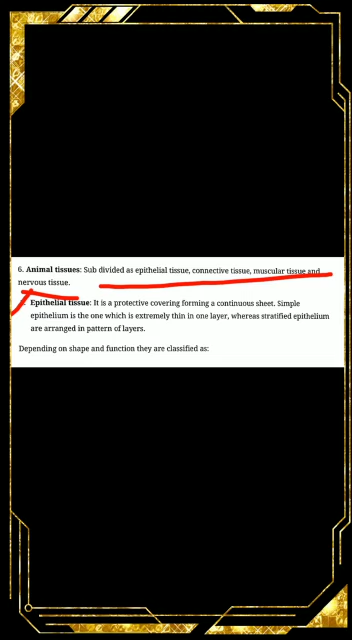 6. Animal tissues: Sub divided as epithelial tissue, connective tissue, muscular tissue and
nervous tissue.
Epithelial tissue: It is a protective covering forming a continuous sheet. Simple
epithelium is the one which is extremely thin in one layer, whereas stratified epithelium
are arranged in pattern of layers.
Depending on shape and function they are classified as: